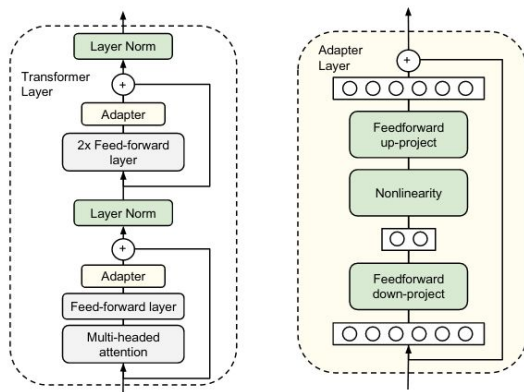 Layer Norm
Transformer
Layer
+
Adapter
2x Feed-forward
layer
Layer Norm
+
Adapter
Feed-forward layer
Multi-headed
attention
Adapter
Layer
+
Feedforward
up-project
Nonlinearity
Feedforward
down-project